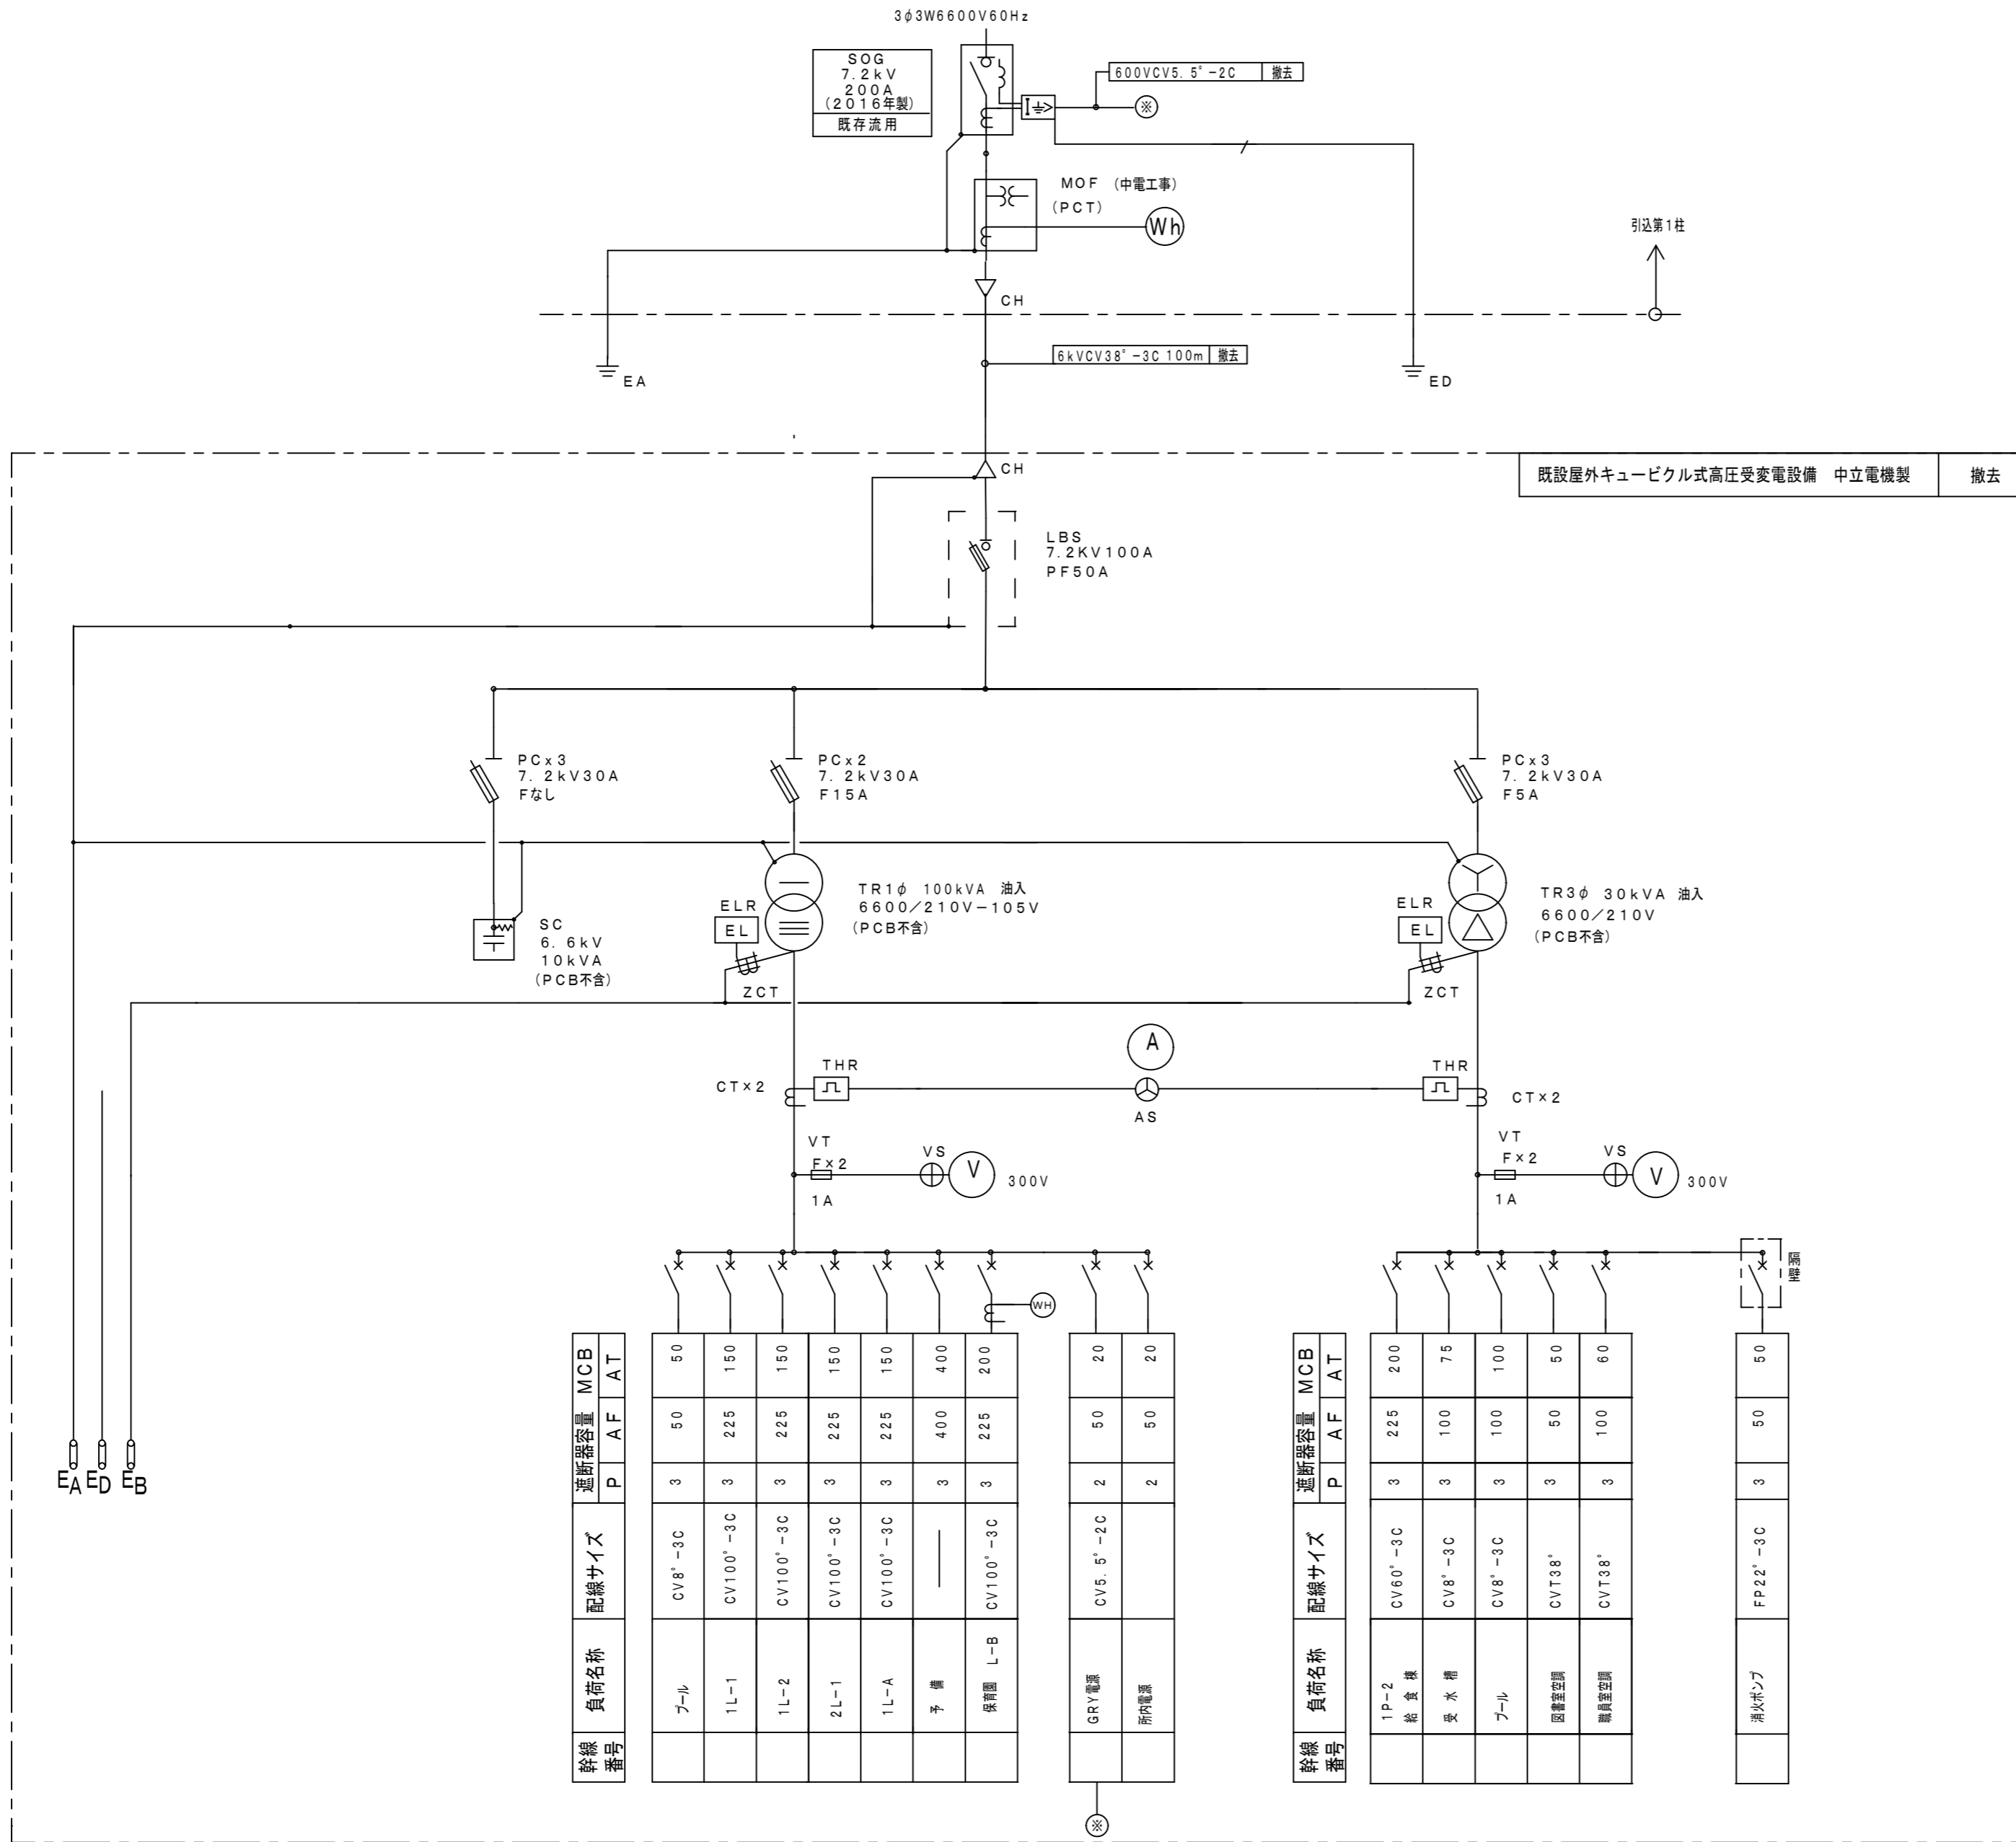 3φ3W6600V60Hz
SOG
7.2kV
200A
(2016年製)
既存流用
600VCV5.5°-2C 撤去
※
MOF (中電工事)
(PCT)
Wh
引込第1柱
CH
6kVCV38°-3C 100m 撤去
EA
ED
CH
既設屋外キュービクル式高圧受変電設備 中立電機製 撤去
LBS
7.2KV100A
PF50A
PCx3
7.2kV30A
Fなし
PCx2
7.2kV30A
F15A
PCx3
7.2kV30A
F5A
TR1φ 100kVA 油入
6600/210V-105V
(PCB不含)
ELR
EL
ZCT
TR3φ 30kVA 油入
6600/210V
(PCB不含)
ELR
EL
ZCT
SC
6.6kV
10kVA
(PCB不含)
A
THR
CT×2
AS
THR
CT×2
VT
F×2
1A
VS
V
300V
VT
F×2
1A
VS
V
300V
隔壁
WH
EA ED EB
遮断器容量 MCB
P AF AT
配線サイズ
負荷名称
幹線番号
50 50 3 CV8°-3C プール
150 225 3 CV100°-3C 1L-1
150 225 3 CV100°-3C 1L-2
150 225 3 CV100°-3C 2L-1
150 225 3 CV100°-3C 1L-A
400 400 3 予備
200 225 3 CV100°-3C 保育園 L-B
20 50 2 CV5.5°-2C GRY電源
20 50 2 所内電源
※
遮断器容量 MCB
P AF AT
配線サイズ
負荷名称
幹線番号
200 225 3 CV60°-3C 1P-2 給食棟
75 100 3 CV8°-3C 受水槽
100 100 3 CV8°-3C プール
50 50 3 CVT38° 図書室空調
60 100 3 CVT38° 職員室空調
50 50 3 FP22°-3C 消火ポンプ